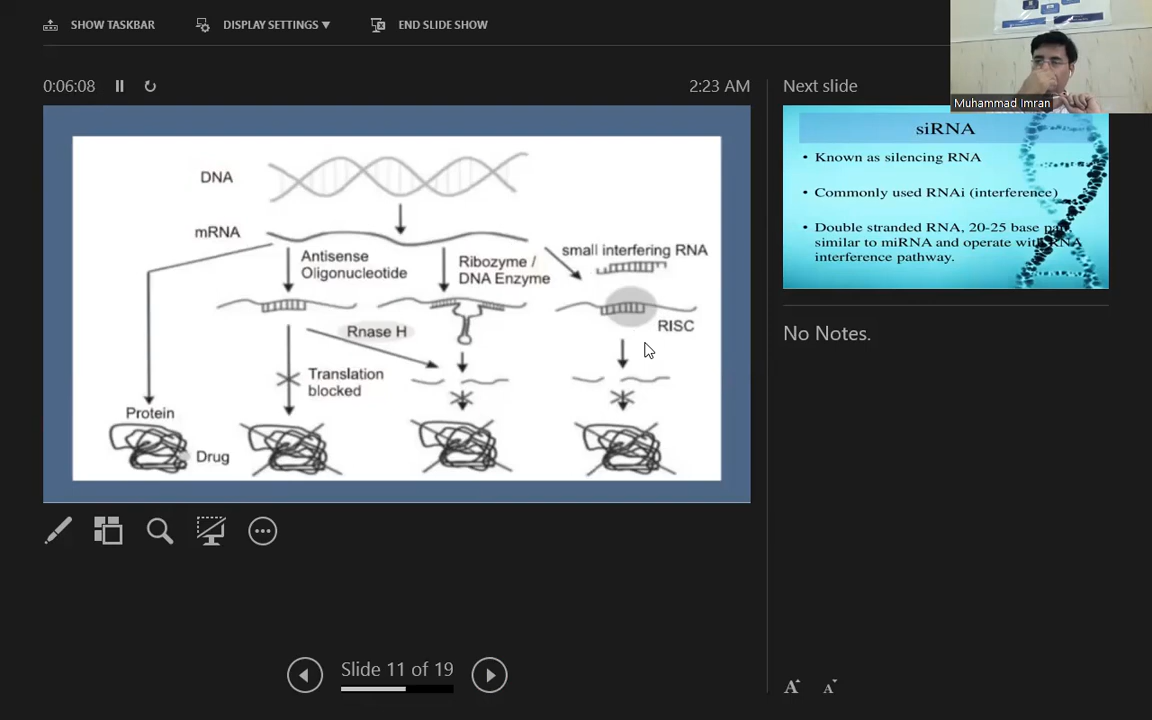 SHOW TASKBAR
DISPLAY SETTINGS ▼
END SLIDE SHOW
0:06:08
2:23 AM
Next slide
Muhammad Imran
DNA
mRNA
Antisense
Oligonucleotide
Ribozyme /
DNA Enzyme
small interfering RNA
RISC
Rnase H
Translation
blocked
Protein
Drug
siRNA
• Known as silencing RNA
• Commonly used RNAi (interference)
• Double stranded RNA, 20-25 base
similar to miRNA and operate with RNA
interference pathway.
No Notes.
Slide 11 of 19
A
A